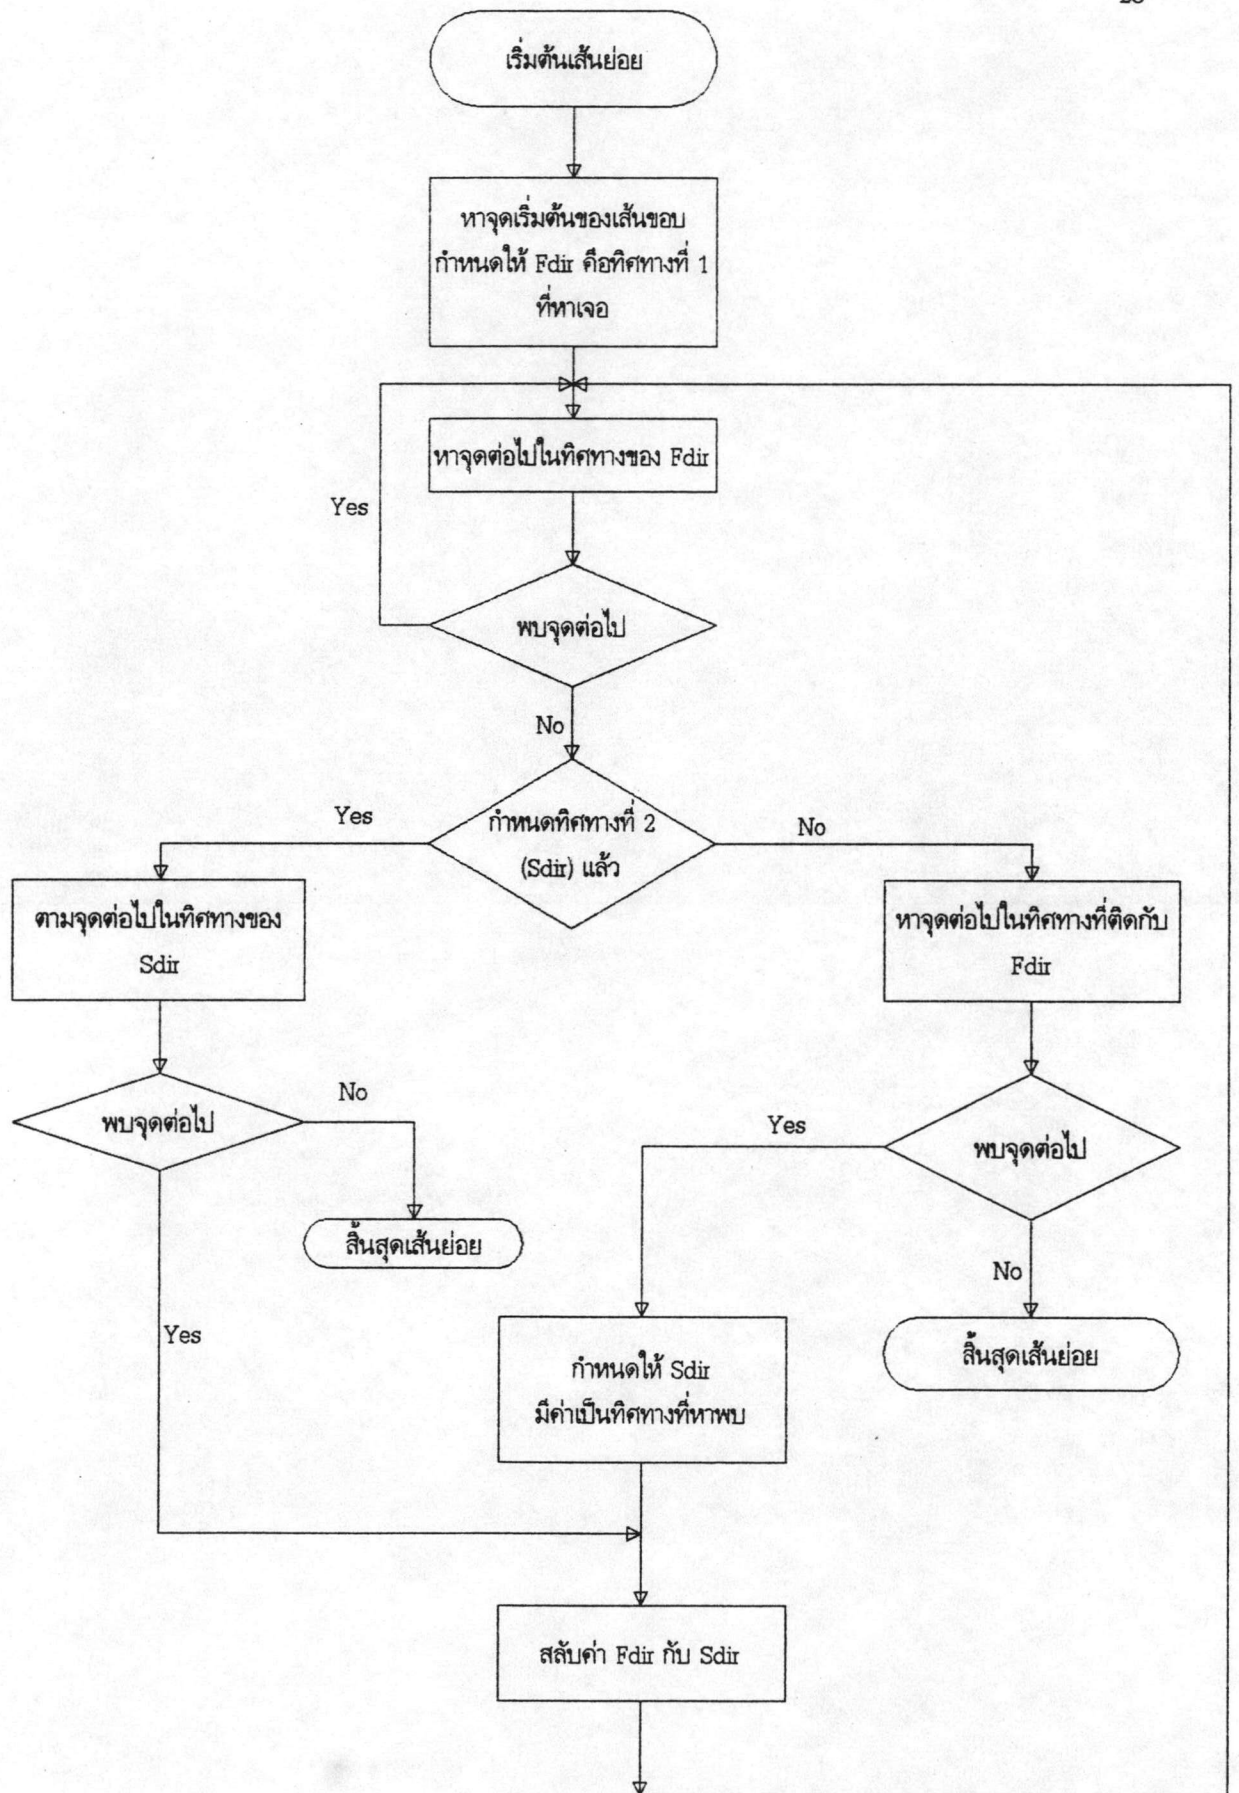 เริ่มต้นเส้นย่อย
หาจุดเริ่มต้นของเส้นขอบ
กำหนดให้ Fdir คือทิศทางที่ 1
ที่หาเจอ
หาจุดต่อไปในทิศทางของ Fdir
Yes
พบจุดต่อไป
No
กำหนดทิศทางที่ 2
(Sdir) แล้ว
Yes
No
ตามจุดต่อไปในทิศทางของ
Sdir
หาจุดต่อไปในทิศทางที่ติดกับ
Fdir
พบจุดต่อไป
No
Yes
พบจุดต่อไป
สิ้นสุดเส้นย่อย
No
Yes
กำหนดให้ Sdir
มีค่าเป็นทิศทางที่หาพบ
สิ้นสุดเส้นย่อย
สลับค่า Fdir กับ Sdir